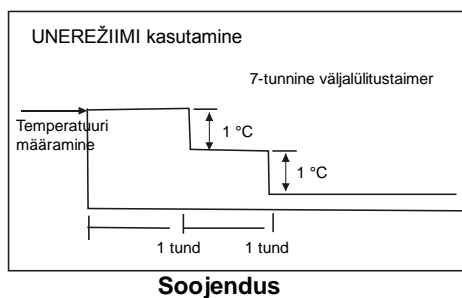 UNEREŽIIMI kasutamine
7-tunnine väljalülitustaimer
Temperatuuri
määramine
1 °C
1 °C
1 tund
1 tund
Soojendus